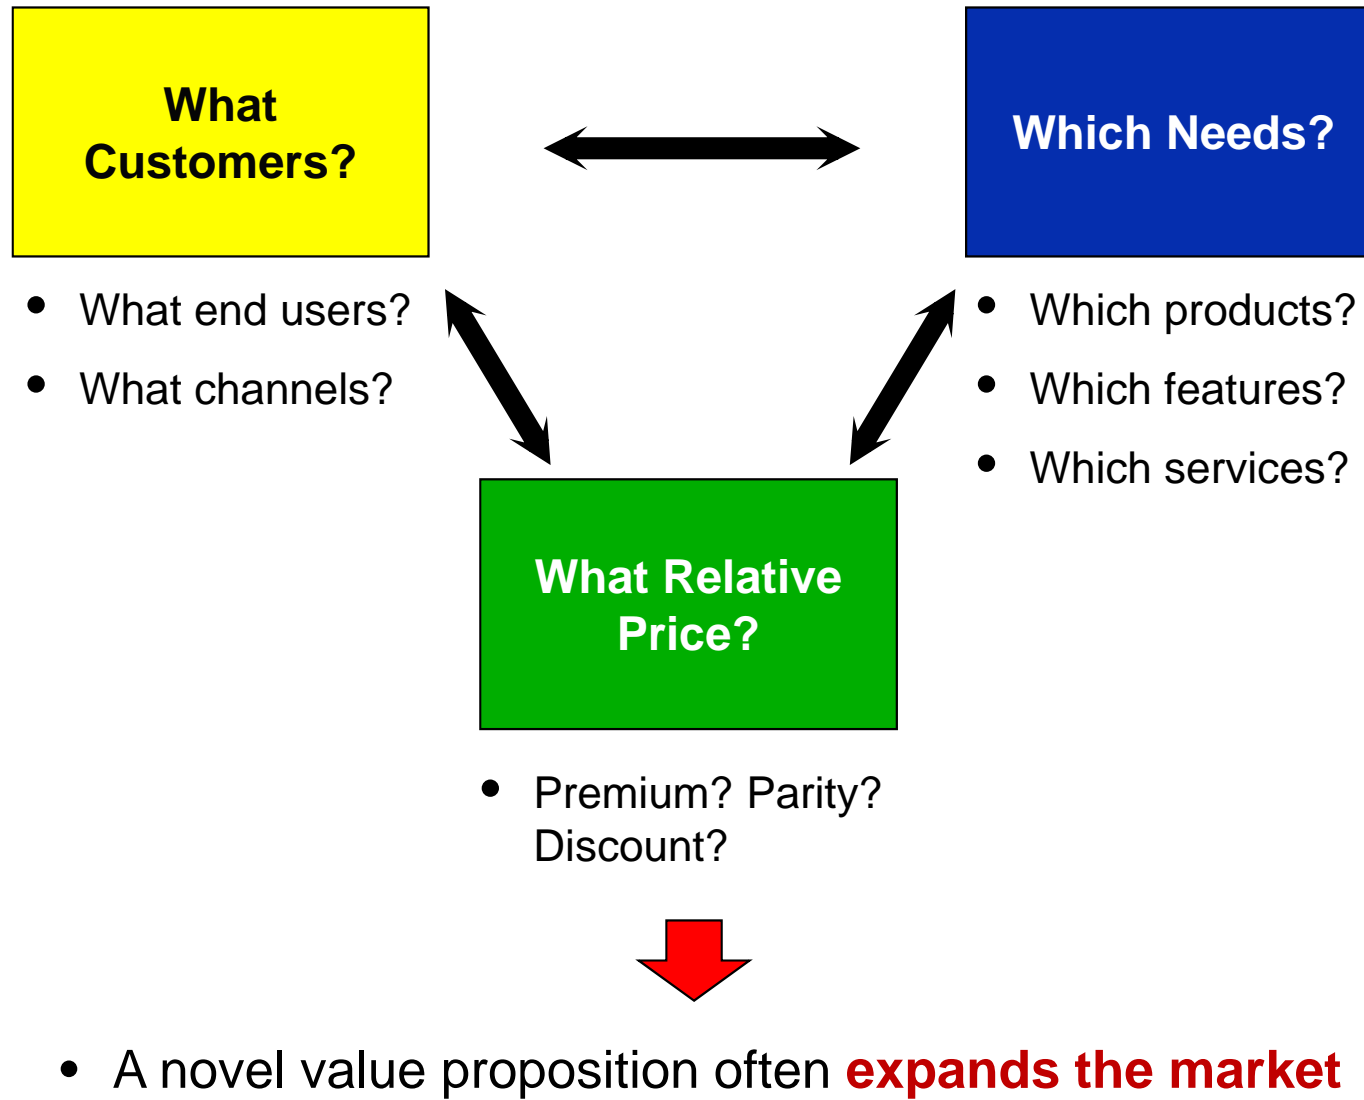 What
Customers?
Which Needs?
• What end users?
• What channels?
• Which products?
• Which features?
• Which services?
What Relative
Price?
• Premium? Parity?
Discount?
• A novel value proposition often expands the market